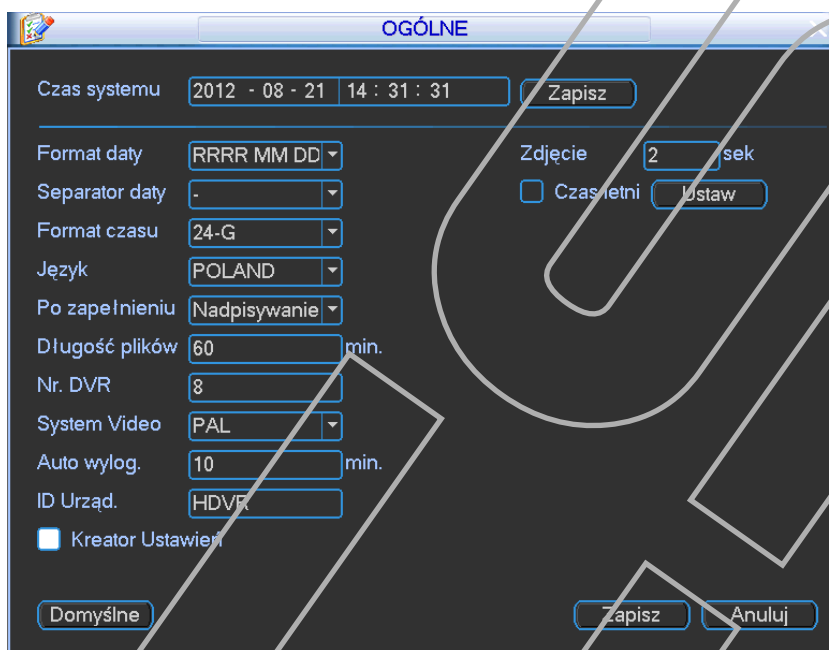 OGÓLNE
Czas systemu 2012 - 08 - 21 14 : 31 : 31 Zapisz
Format daty RRRR MM DD Zdjęcie 2 sek
Separator daty - Czas letni Ustaw
Format czasu 24-G
Język POLAND
Po zapełnieniu Nadpisywanie
Długość plików 60 min.
Nr. DVR 8
System Video PAL
Auto wylog. 10 min.
ID Urząd. HDVR
Kreator Ustawień
Domyślne Zapisz Anuluj